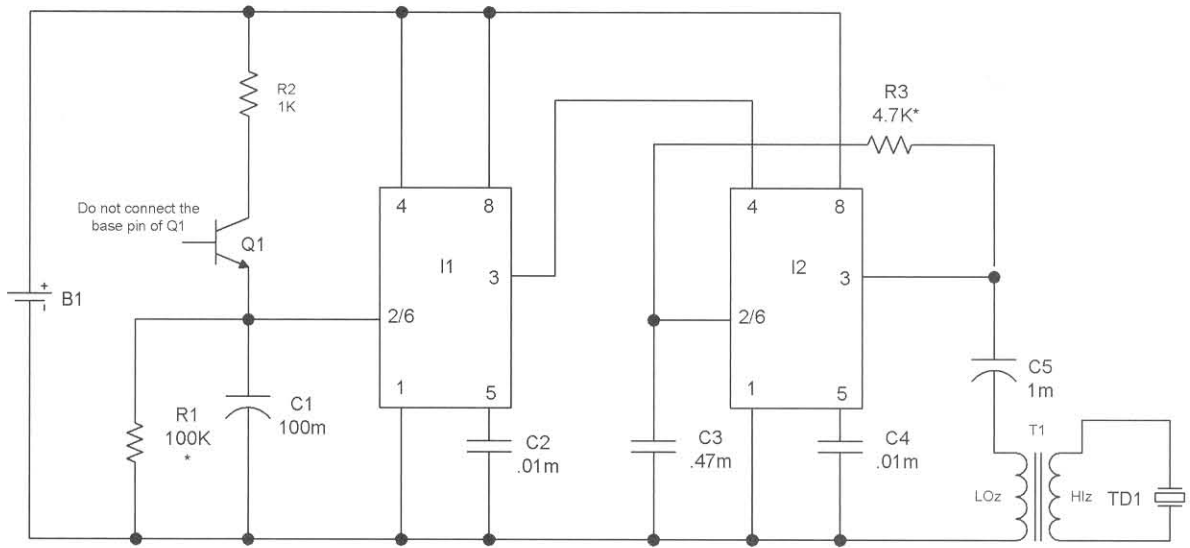 R2
1K
R3
4.7K*
Do not connect the
base pin of Q1
Q1
+
-
B1
4
8
I1
3
2/6
1
5
4
8
I2
3
2/6
1
5
R1
100K
*
C1
100m
C2
.01m
C3
.47m
C4
.01m
C5
1m
T1
LOz
HIz
TD1